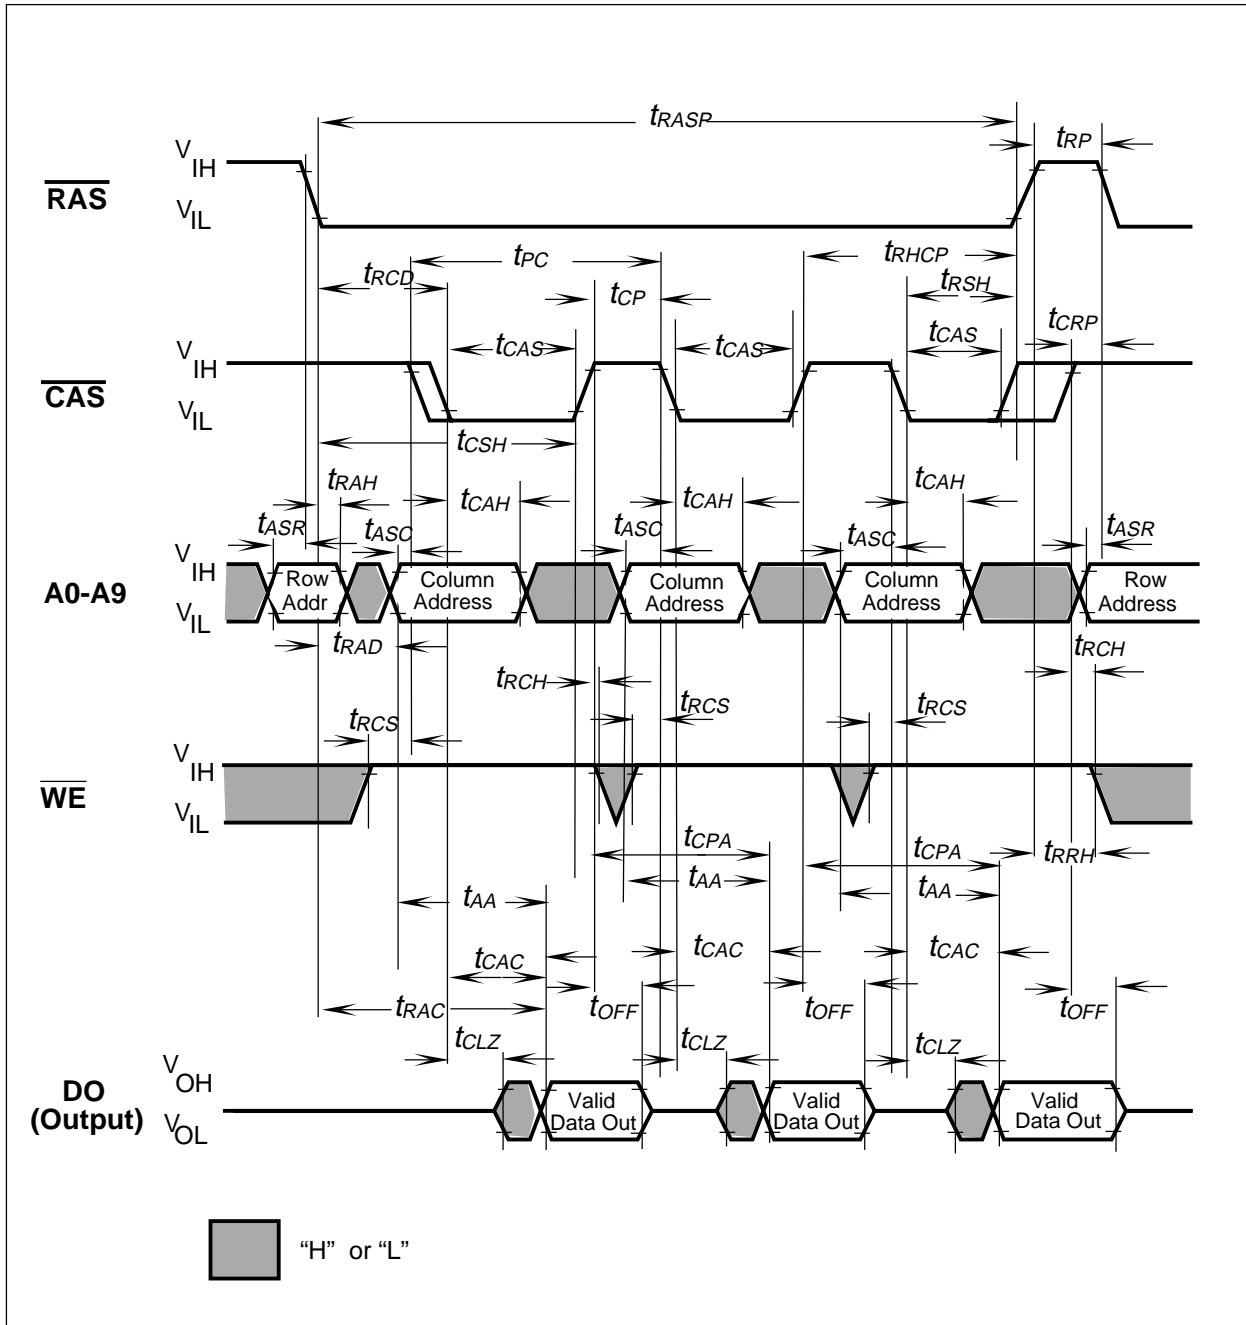 tRASP
tRP
VIH
RAS
VIL
tPC
tRHCP
tRCD
tRSH
tCP
tCRP
tCAS
tCAS
tCAS
VIH
CAS
VIL
tCSH
tRAH
tCAH
tCAH
tCAH
tASR
tASC
tASC
tASC
tASR
VIH
A0-A9
VIL
Row Addr
Column Address
Column Address
Column Address
Row Address
tRAD
tRCH
tRCH
tRCS
tRCS
tRCS
VIH
WE
VIL
tCPA
tCPA
tRRH
tAA
tAA
tAA
tCAC
tCAC
tCAC
tRAC
tOFF
tOFF
tOFF
tCLZ
tCLZ
tCLZ
VOH
DO
(Output)
VOL
Valid Data Out
Valid Data Out
Valid Data Out
“H” or “L”